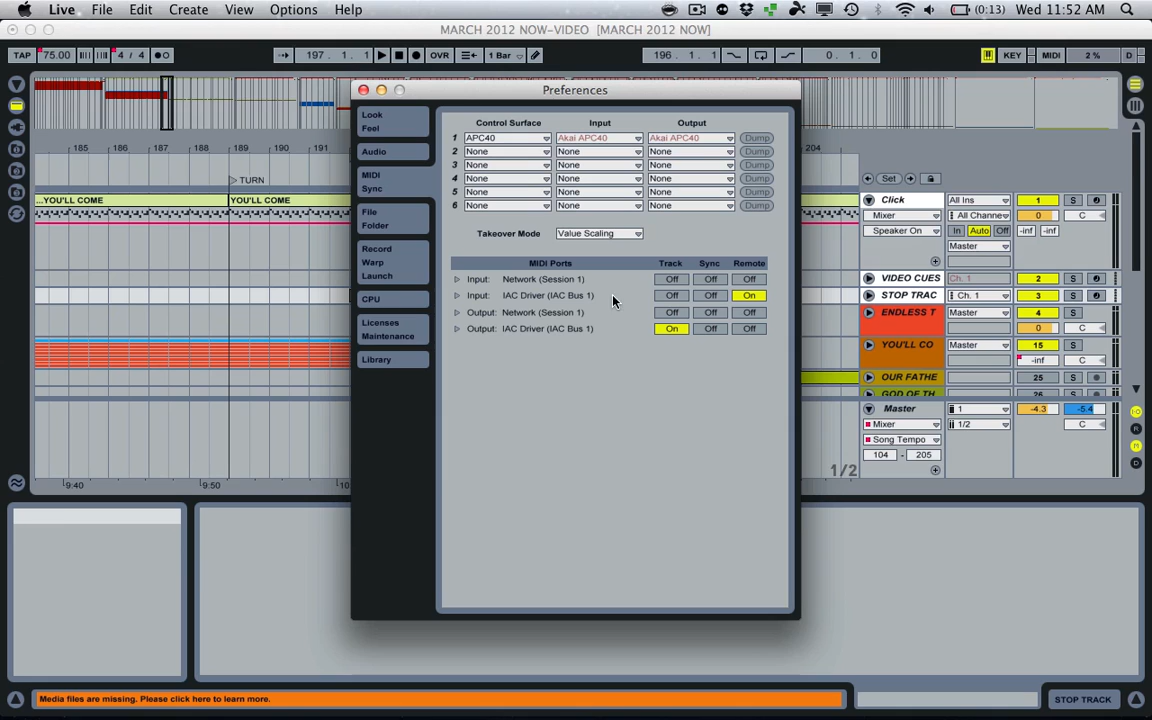 Live File Edit Create View Options Help (0:13) Wed 11:52 AM
MARCH 2012 NOW-VIDEO [MARCH 2012 NOW]
TAP 75.00 4 / 4 197 . 1 . 1 OVR 1 Bar 196 . 1 . 1 0 . 1 . 0 KEY MIDI 2 % D
Preferences
Look
Feel
Audio
MIDI
Sync
File
Folder
Record
Warp
Launch
CPU
Licenses
Maintenance
Library
Control Surface Input Output
1 APC40 Akai APC40 Akai APC40 Dump
2 None None None Dump
3 None None None Dump
4 None None None Dump
5 None None None Dump
6 None None None Dump
Takeover Mode Value Scaling
MIDI Ports Track Sync Remote
Input: Network (Session 1) Off Off Off
Input: IAC Driver (IAC Bus 1) Off Off On
Output: Network (Session 1) Off Off Off
Output: IAC Driver (IAC Bus 1) On Off Off
185 186 187 188 189 190 191 204
TURN
...YOU'LL COME YOU'LL COME
Set
Click All Ins 1 S
Mixer All Channe 0 C
Speaker On In Auto Off -inf -inf
Master
VIDEO CUES Ch. 1 2 S
STOP TRAC Ch. 1 3 S
ENDLESS T Master 4 S
0 C
YOU'LL CO Master 15 S
-inf C
OUR FATHE 25 S
GOD OF TH 26 S
Master 1 -4.3 -5.4
Mixer 1/2 C
Song Tempo
104 - 205
1/2
9:40 9:50 10
Media files are missing. Please click here to learn more.
STOP TRACK